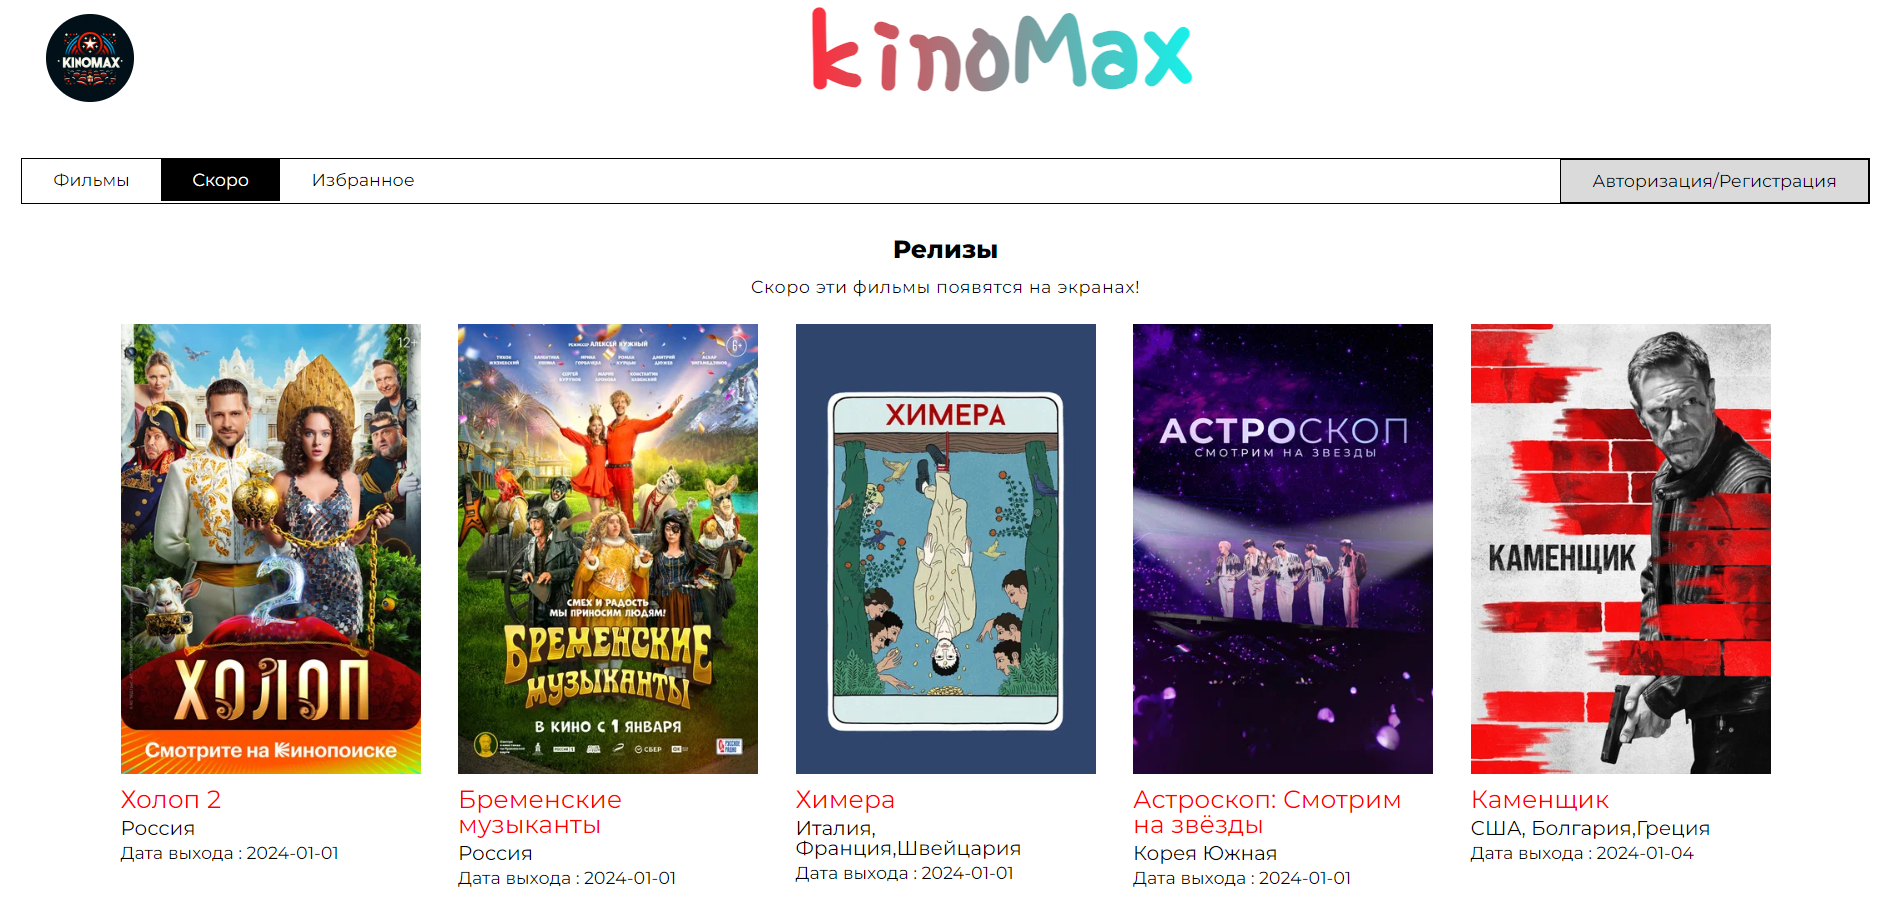 KINOMAX
kinoMax
Фильмы
Скоро
Избранное
Авторизация/Регистрация
Релизы
Скоро эти фильмы появятся на экранах!
12+
2
ХОЛОП
Смотрите на Кинопоиске
РЕЖИССЕР АЛЕКСЕЙ НУЖНЫЙ
6+
СМЕХ И РАДОСТЬ
МЫ ПРИНОСИМ ЛЮДЯМ!
БРЕМЕНСКИЕ
МУЗЫКАНТЫ
В КИНО С 1 ЯНВАРЯ
СБЕР
ХИМЕРА
АСТРОСКОП
СМОТРИМ НА ЗВЕЗДЫ
КАМЕНЩИК
Холоп 2
Россия
Дата выхода : 2024-01-01
Бременские
музыканты
Россия
Дата выхода : 2024-01-01
Химера
Италия,
Франция,Швейцария
Дата выхода : 2024-01-01
Астроскоп: Смотрим
на звёзды
Корея Южная
Дата выхода : 2024-01-01
Каменщик
США, Болгария,Греция
Дата выхода : 2024-01-04